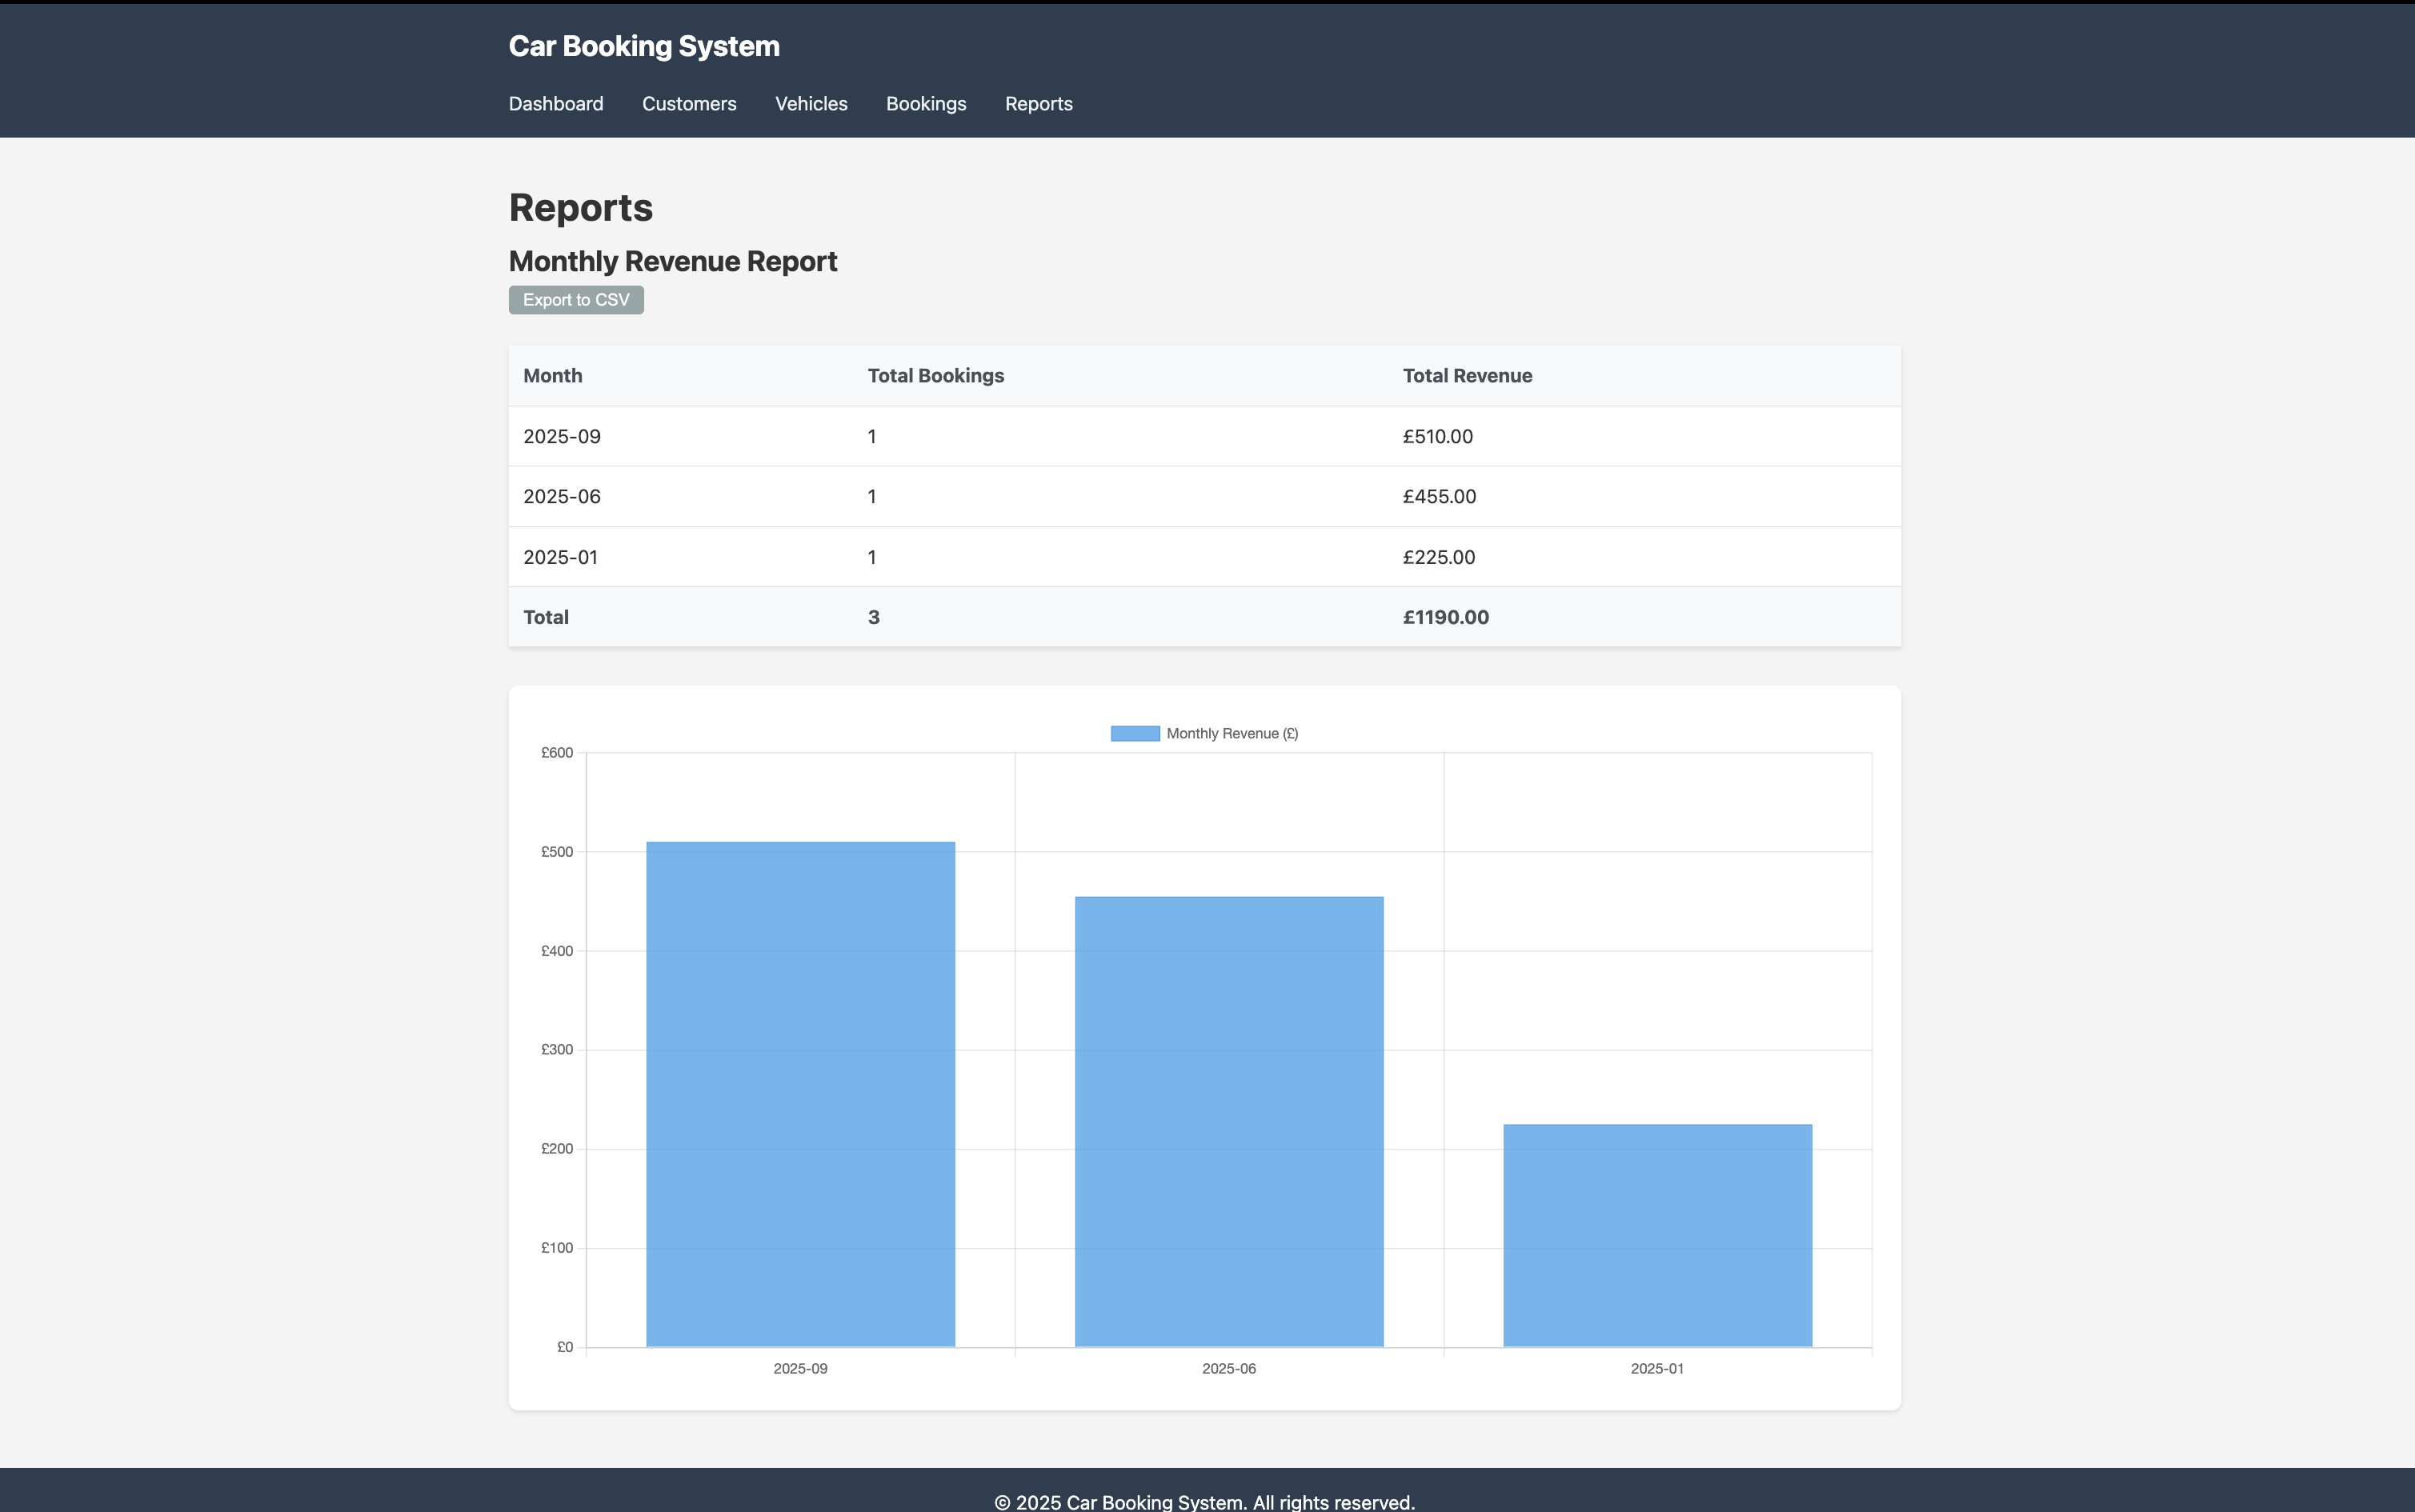 Car Booking System
Dashboard Customers Vehicles Bookings Reports
Reports
Monthly Revenue Report
Export to CSV
Month Total Bookings Total Revenue
2025-09 1 £510.00
2025-06 1 £455.00
2025-01 1 £225.00
Total 3 £1190.00
Monthly Revenue (£)
£600
£500
£400
£300
£200
£100
£0
2025-09 2025-06 2025-01
© 2025 Car Booking System. All rights reserved.